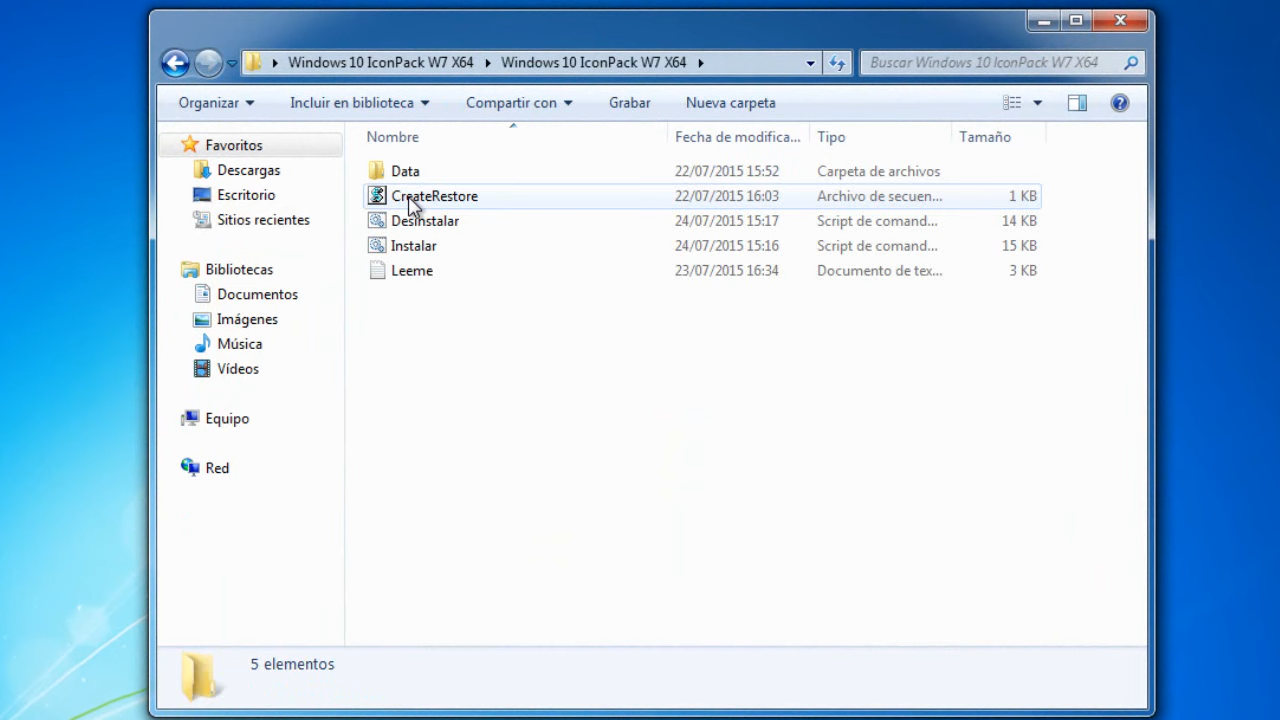 Windows 10 IconPack W7 X64 Windows 10 IconPack W7 X64 Buscar Windows 10 IconPack W7 X64
Organizar Incluir en biblioteca Compartir con Grabar Nueva carpeta
Favoritos
Descargas
Escritorio
Sitios recientes
Bibliotecas
Documentos
Imágenes
Música
Vídeos
Equipo
Red
Nombre Fecha de modifica... Tipo Tamaño
Data 22/07/2015 15:52 Carpeta de archivos
CreateRestore 22/07/2015 16:03 Archivo de secuen... 1 KB
Desinstalar 24/07/2015 15:17 Script de comand... 14 KB
Instalar 24/07/2015 15:16 Script de comand... 15 KB
Leeme 23/07/2015 16:34 Documento de tex... 3 KB
5 elementos